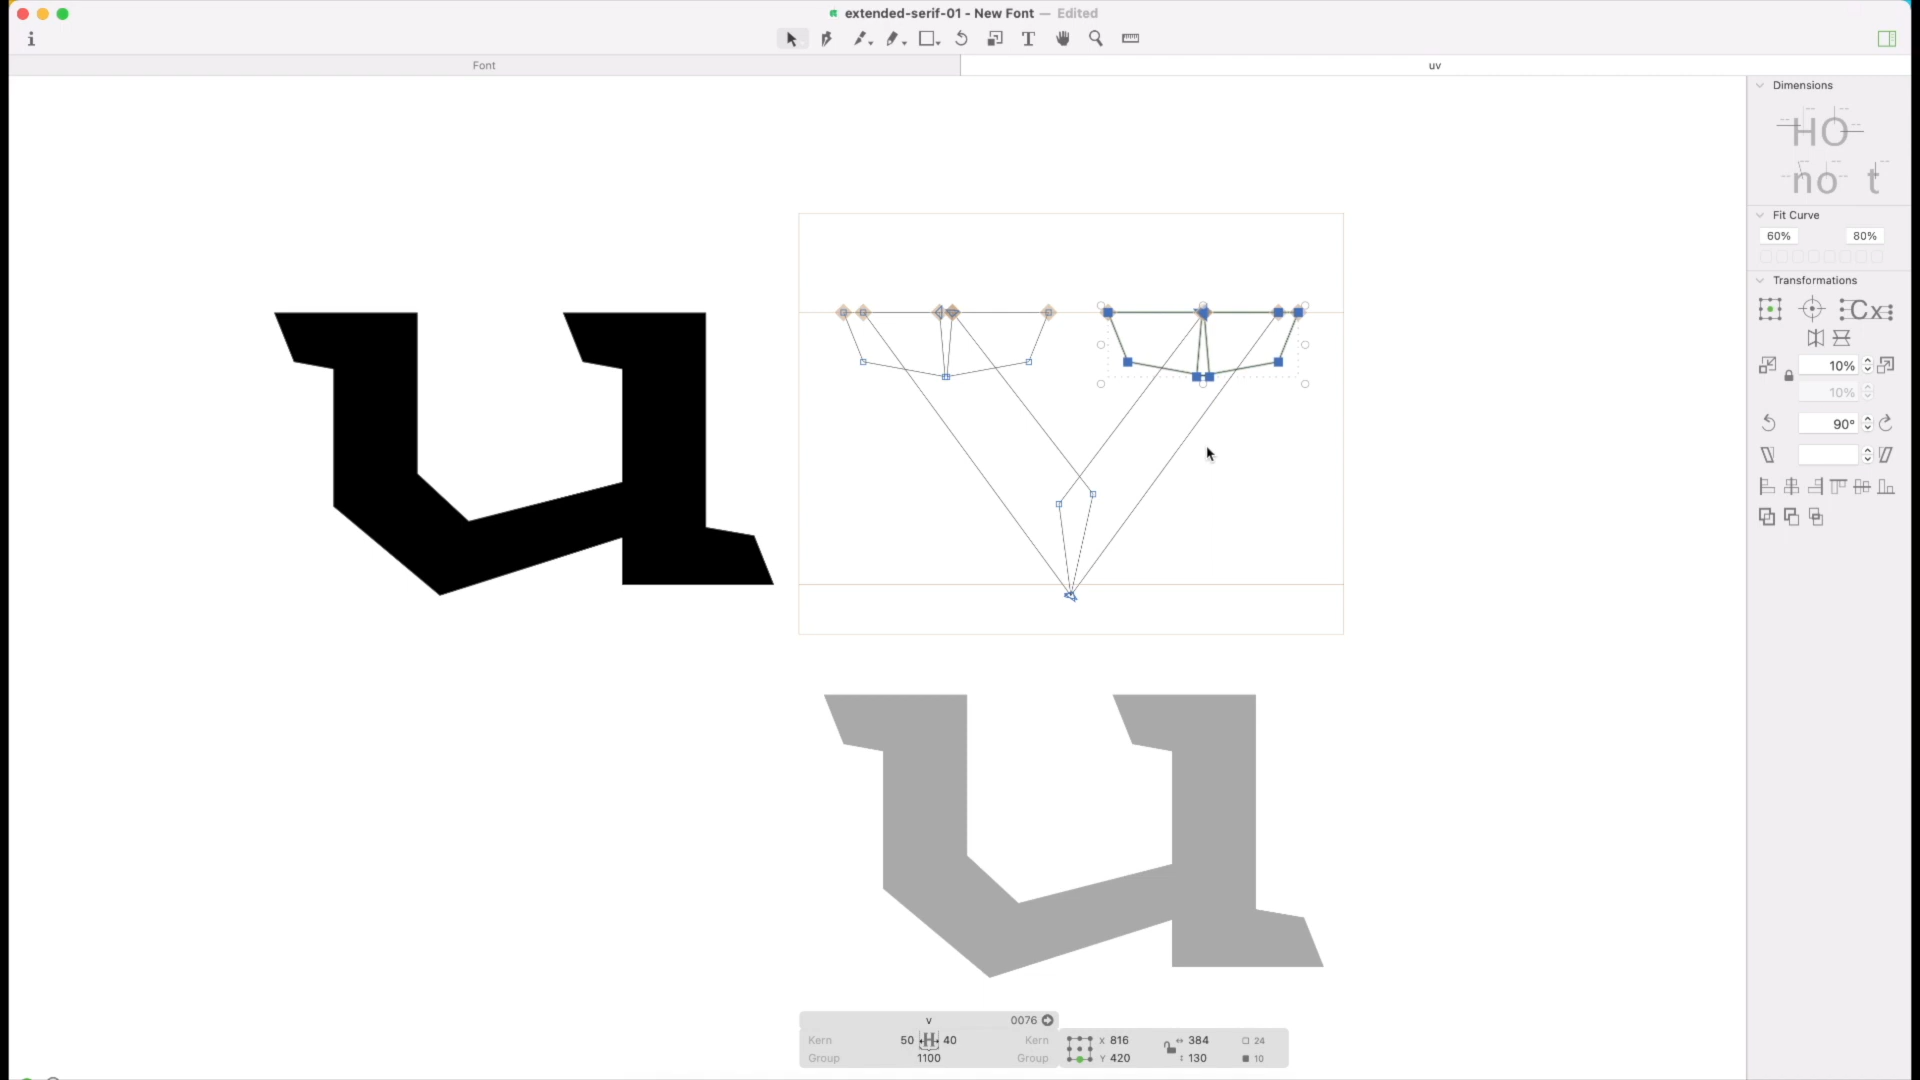 extended-serif-01 - New Font — Edited
Font
uv
Dimensions
HO
no t
Fit Curve
60% 80%
Transformations
Cx
10%
10%
90°
u
u
v 0076
Kern 50 H 40 Kern
Group 1100 Group
X 816 ↔ 384 24
Y 420 ↕ 130 10